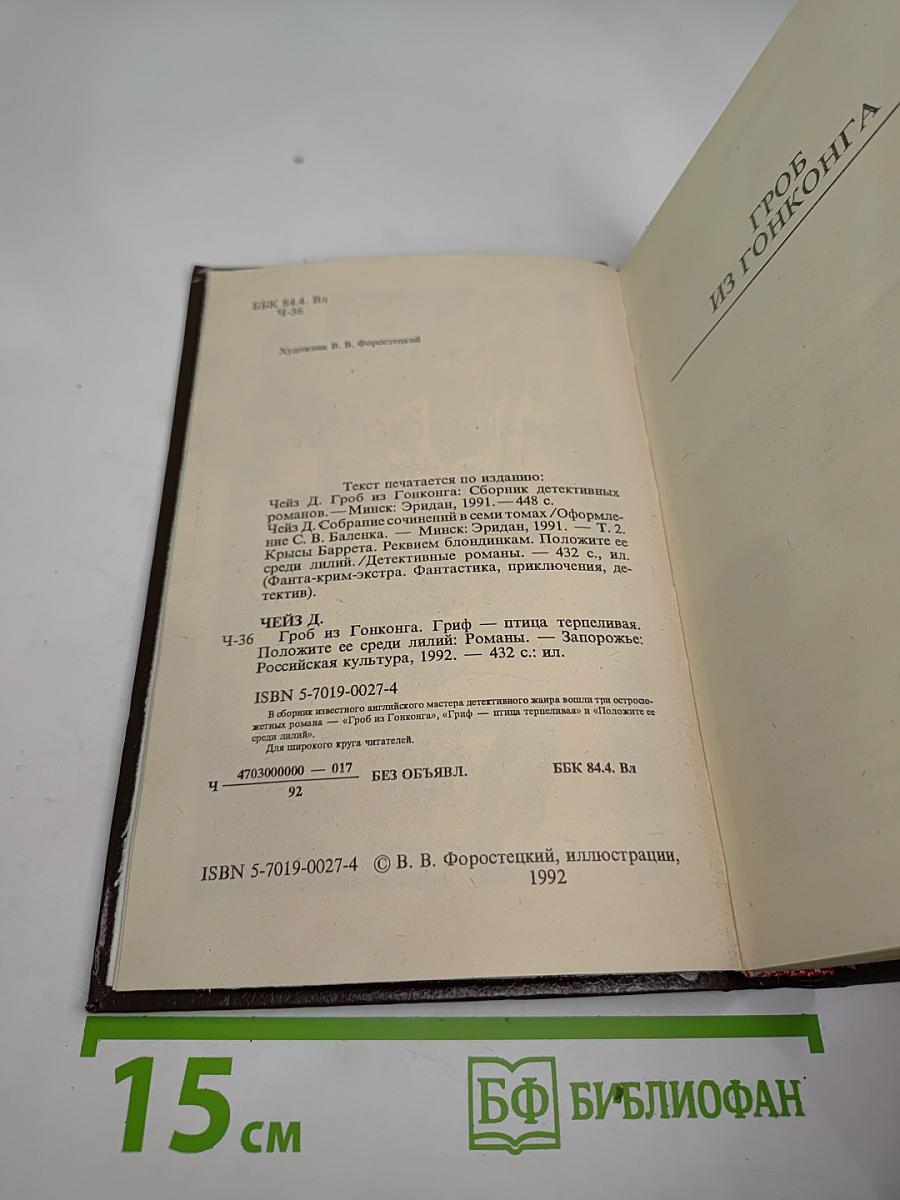 ББК 84.4. Вл
Ч-36
Художник В. В. Форостецкий
Текст печатается по изданию:
Чейз Д. Гроб из Гонконга: Сборник детективных
романов. — Минск: Эридан, 1991. — 448 с.
Чейз Д. Собрание сочинений в семи томах /Оформле-
ние С. В. Баленка. — Минск: Эридан, 1991. — Т. 2.
Крысы Баррета. Реквием блондинкам. Положите ее
среди лилий. /Детективные романы. — 432 с., ил.
(Фанта-крим-экстра. Фантастика, приключения, де-
тектив).
ЧЕЙЗ Д.
Ч-36 Гроб из Гонконга. Гриф — птица терпеливая.
Положите ее среди лилий: Романы. — Запорожье:
Российская культура, 1992. — 432 с.: ил.
ISBN 5-7019-0027-4
В сборник известного английского мастера детективного жанра вошли три остросю-
жетных романа — «Гроб из Гонконга», «Гриф — птица терпеливая» и «Положите ее
среди лилий».
Для широкого круга читателей.
Ч 4703000000 — 017 БЕЗ ОБЪЯВЛ. ББК 84.4. Вл
92
ISBN 5-7019-0027-4 © В. В. Форостецкий, иллюстрации,
1992
ГРОБ
ИЗ ГОНКОНГА
15 см
БФ БИБЛИОФАН